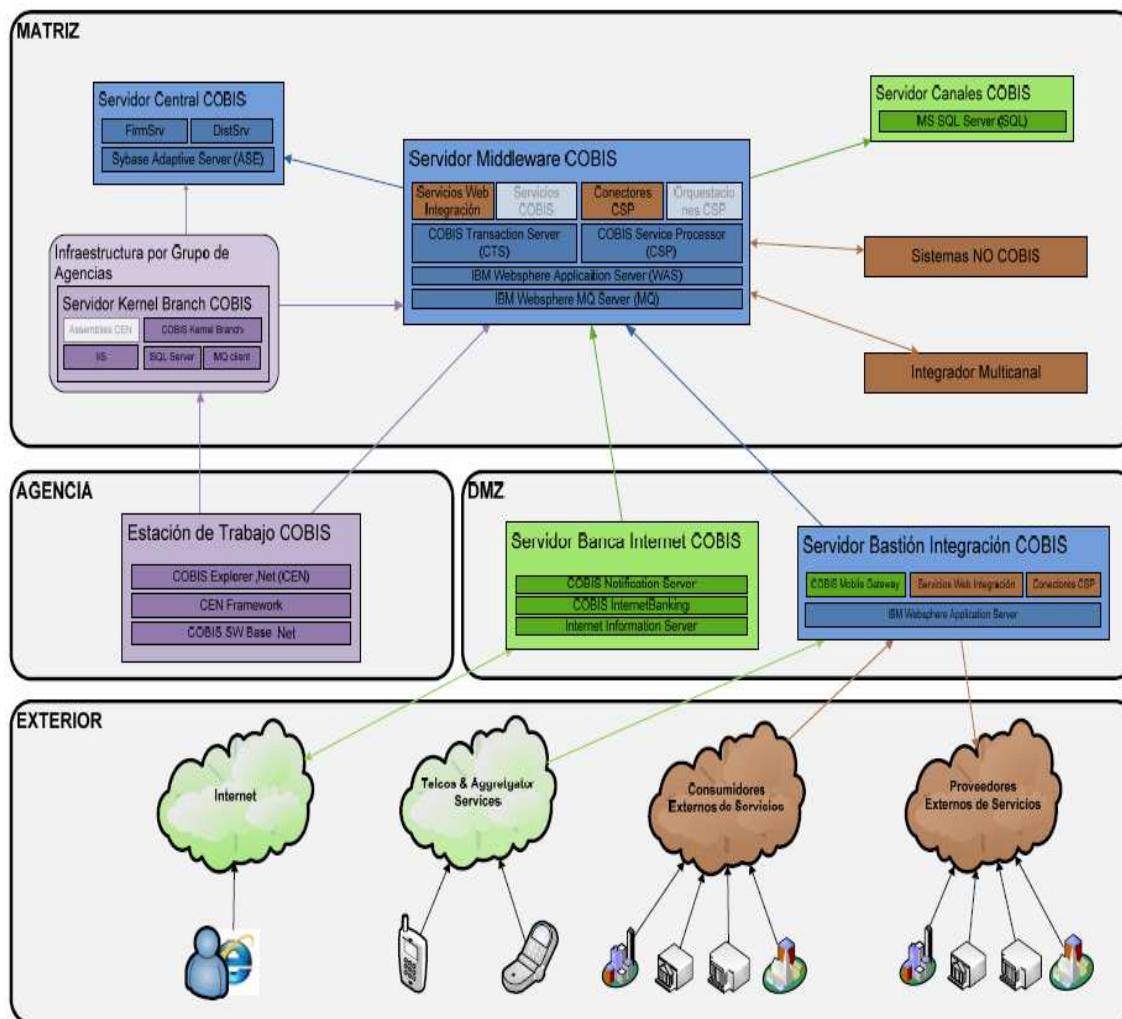 MATRIZ
Servidor Central COBIS
FirmSrv
DistSrv
Sybase Adaptive Server (ASE)
Servidor Canales COBIS
MS SQL Server (SQL)
Servidor Middleware COBIS
Servicios Web
Integración
Servicios
COBIS
Conectores
CSP
Orquestacio
nes CSP
COBIS Transaction Server
(CTS)
COBIS Service Processor
(CSP)
IBM Websphere Application Server (WAS)
IBM Websphere MQ Server (MQ)
Infraestructura por Grupo de
Agencias
Servidor Kernel Branch COBIS
Assemblies CEN
COBIS Kernel Branch
IIS
SQL Server
MQ client
Sistemas NO COBIS
Integrador Multicanal
AGENCIA
Estación de Trabajo COBIS
COBIS Explorer .Net (CEN)
CEN Framework
COBIS SW Base .Net
DMZ
Servidor Banca Internet COBIS
COBIS Notification Server
COBIS InternetBanking
Internet Information Server
Servidor Bastión Integración COBIS
COBIS Mobile Gateway
Servicios Web Integración
Conectores CSP
IBM Websphere Application Server
EXTERIOR
Internet
Telcos & Aggretgator
Services
Consumidores
Externos de Servicios
Proveedores
Externos de Servicios